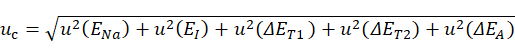 u_c = √(u²(E_Na) + u²(E_I) + u²(ΔE_T1) + u²(ΔE_T2) + u²(ΔE_A))